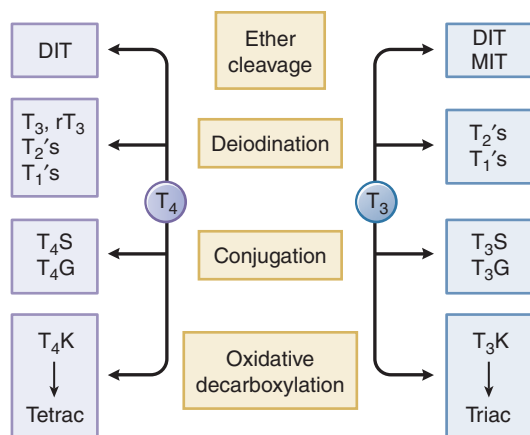 DIT
Ether
cleavage
DIT
MIT
T₃, rT₃
T₂′s
T₁′s
Deiodination
T₂′s
T₁′s
T₄
T₃
T₄S
T₄G
Conjugation
T₃S
T₃G
T₄K
Tetrac
Oxidative
decarboxylation
T₃K
Triac